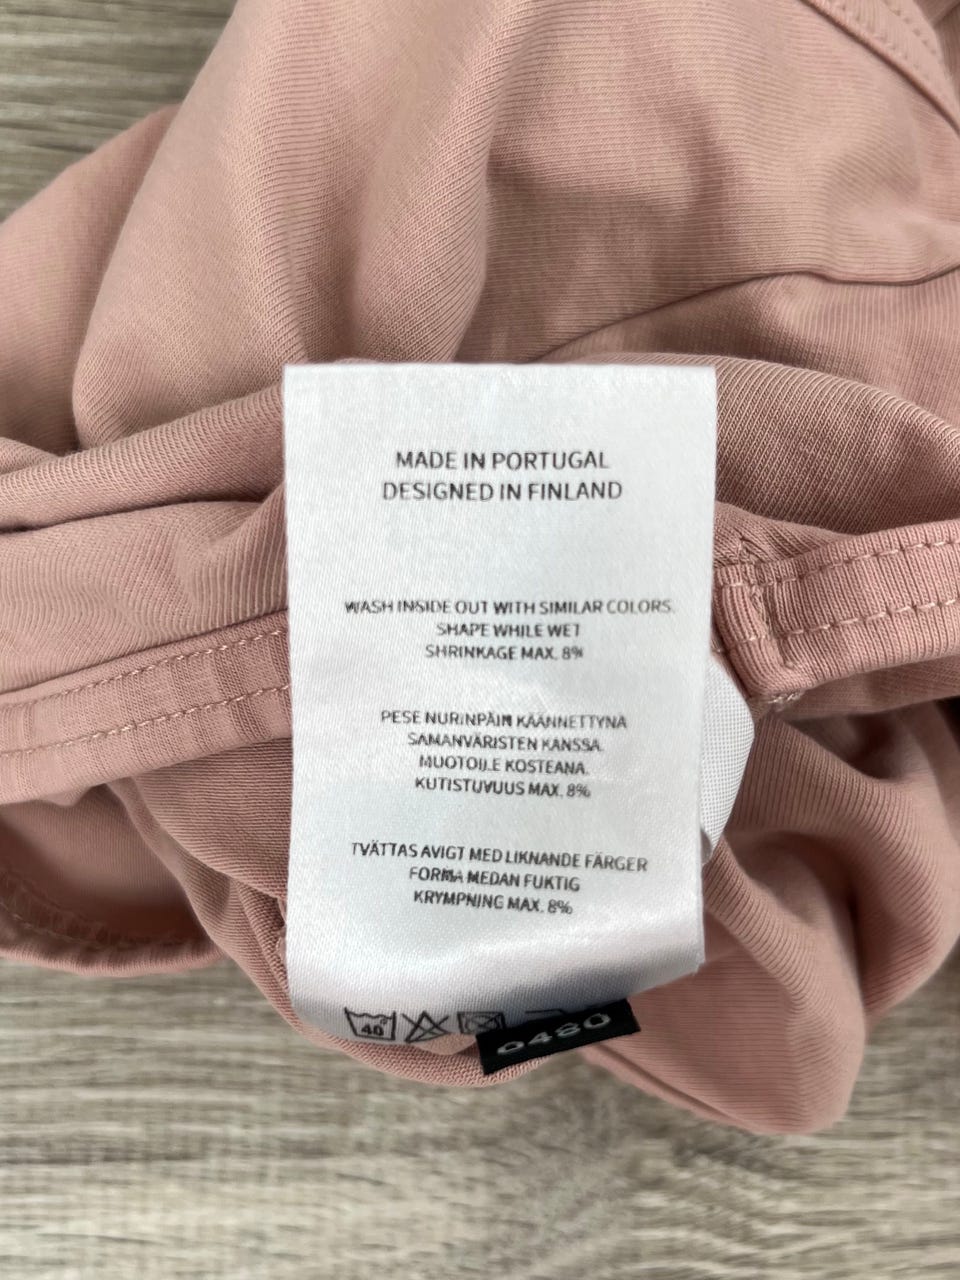 MADE IN PORTUGAL
DESIGNED IN FINLAND
WASH INSIDE OUT WITH SIMILAR COLORS.
SHAPE WHILE WET
SHRINKAGE MAX. 8%
PESE NURINPÄIN KÄÄNNETTYNÄ
SAMANVÄRISTEN KANSSA.
MUOTOILE KOSTEANA.
KUTISTUVUUS MAX. 8%
TVÄTTAS AVIGT MED LIKNANDE FÄRGER
FORMA MEDAN FUKTIG
KRYMPNING MAX. 8%
40
0480